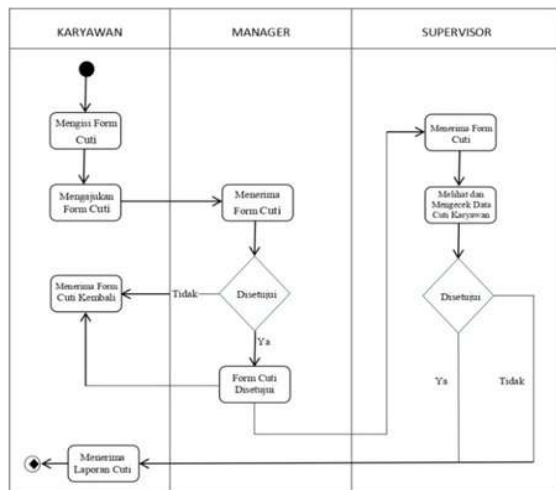 KARYAWAN
MANAGER
SUPERVISOR
Mengisi Form
Cuti
Mengajukan
Form Cuti
Menerima
Form Cuti
Disetujui
Tidak
Menerima Form
Cuti Kembali
Ya
Form Cuti
Disetujui
Menerima Form
Cuti
Melihat dan
Mengecek Data
Cuti Karyawan
Disetujui
Ya
Tidak
Menerima
Laporan Cuti